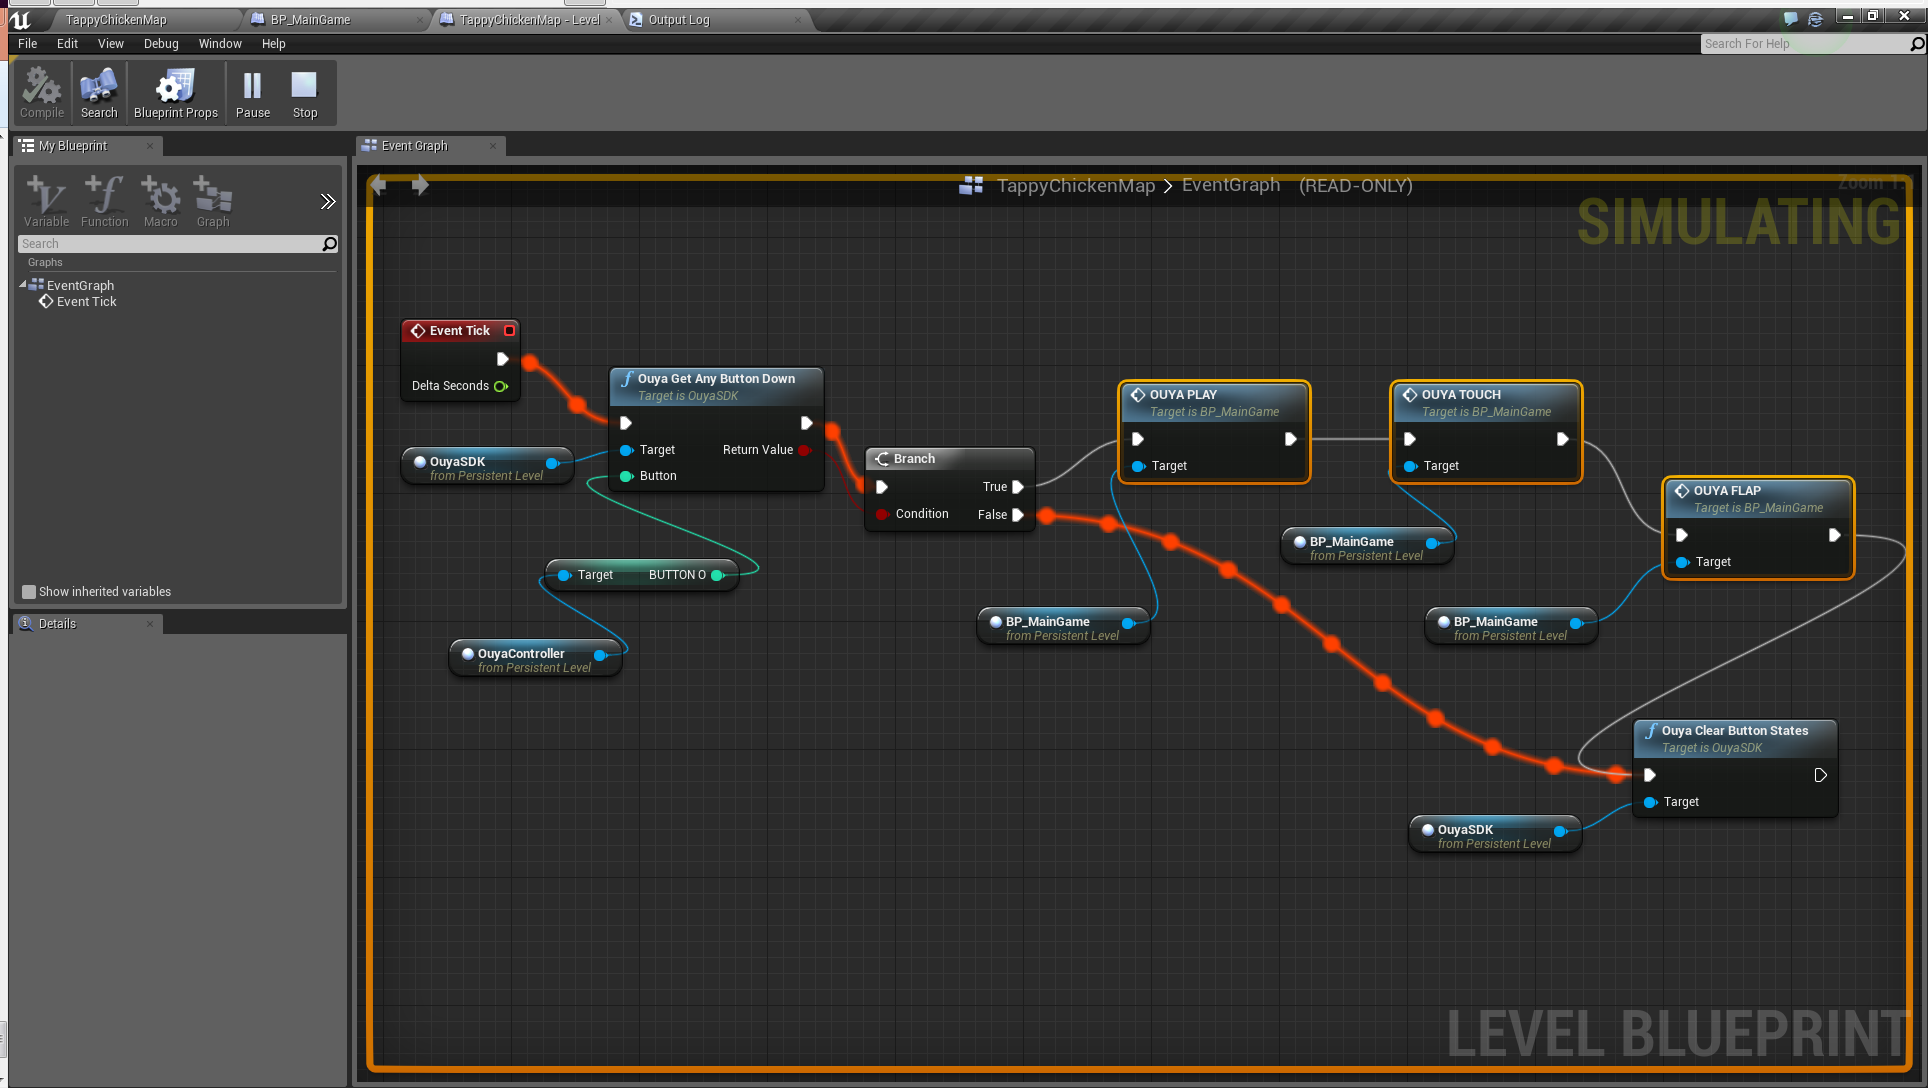 TappyChickenMap
BP_MainGame
TappyChickenMap - Level
Output Log
File Edit View Debug Window Help
Search For Help
Compile
Search
Blueprint Props
Pause
Stop
My Blueprint
Event Graph
Variable
Function
Macro
Graph
Search
Graphs
EventGraph
Event Tick
Show inherited variables
Details
TappyChickenMap > EventGraph (READ-ONLY)
Zoom 1:1
SIMULATING
Event Tick
Delta Seconds
Ouya Get Any Button Down
Target is OuyaSDK
Target
Return Value
Button
OuyaSDK
from Persistent Level
Target
BUTTON O
OuyaController
from Persistent Level
Branch
True
Condition
False
OUYA PLAY
Target is BP_MainGame
Target
OUYA TOUCH
Target is BP_MainGame
Target
OUYA FLAP
Target is BP_MainGame
Target
BP_MainGame
from Persistent Level
BP_MainGame
from Persistent Level
BP_MainGame
from Persistent Level
Ouya Clear Button States
Target is OuyaSDK
Target
OuyaSDK
from Persistent Level
LEVEL BLUEPRINT